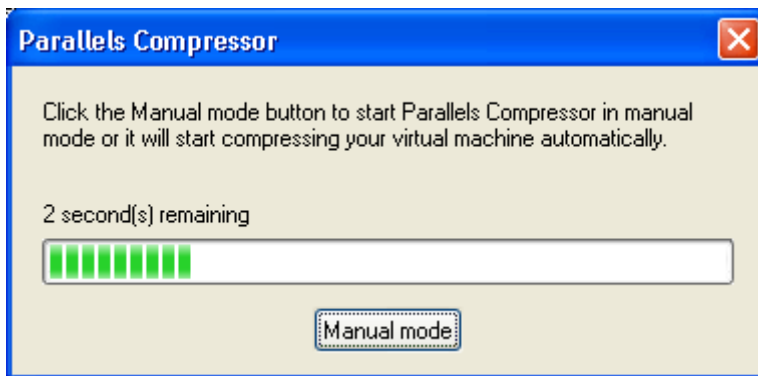 Parallels Compressor
Click the Manual mode button to start Parallels Compressor in manual
mode or it will start compressing your virtual machine automatically.
2 second(s) remaining
Manual mode